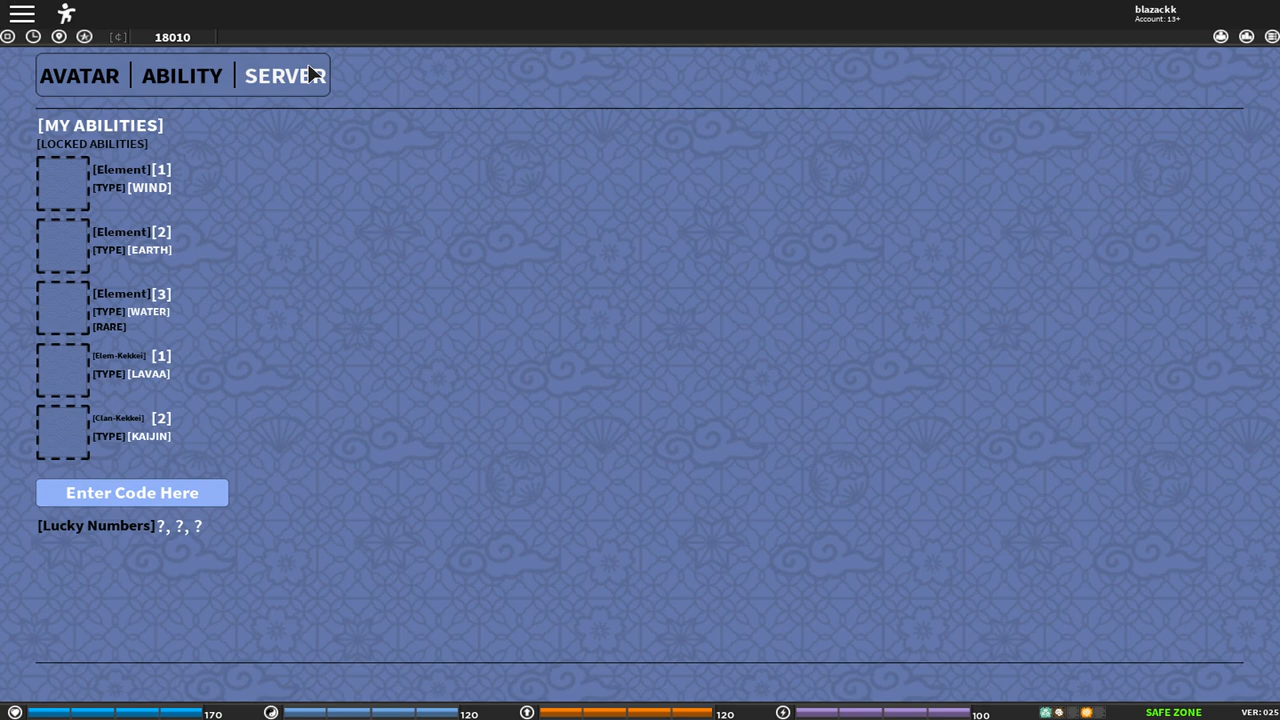 blazackk
Account: 13+
[¢] 18010
AVATAR | ABILITY | SERVER
[MY ABILITIES]
[LOCKED ABILITIES]
[Element] [1]
[TYPE] [WIND]
[Element] [2]
[TYPE] [EARTH]
[Element] [3]
[TYPE] [WATER]
[RARE]
[Elem-Kekkei] [1]
[TYPE] [LAVAA]
[Clan-Kekkei] [2]
[TYPE] [KAIJIN]
Enter Code Here
[Lucky Numbers] ?, ?, ?
170 120 120 100 SAFE ZONE VER: 025